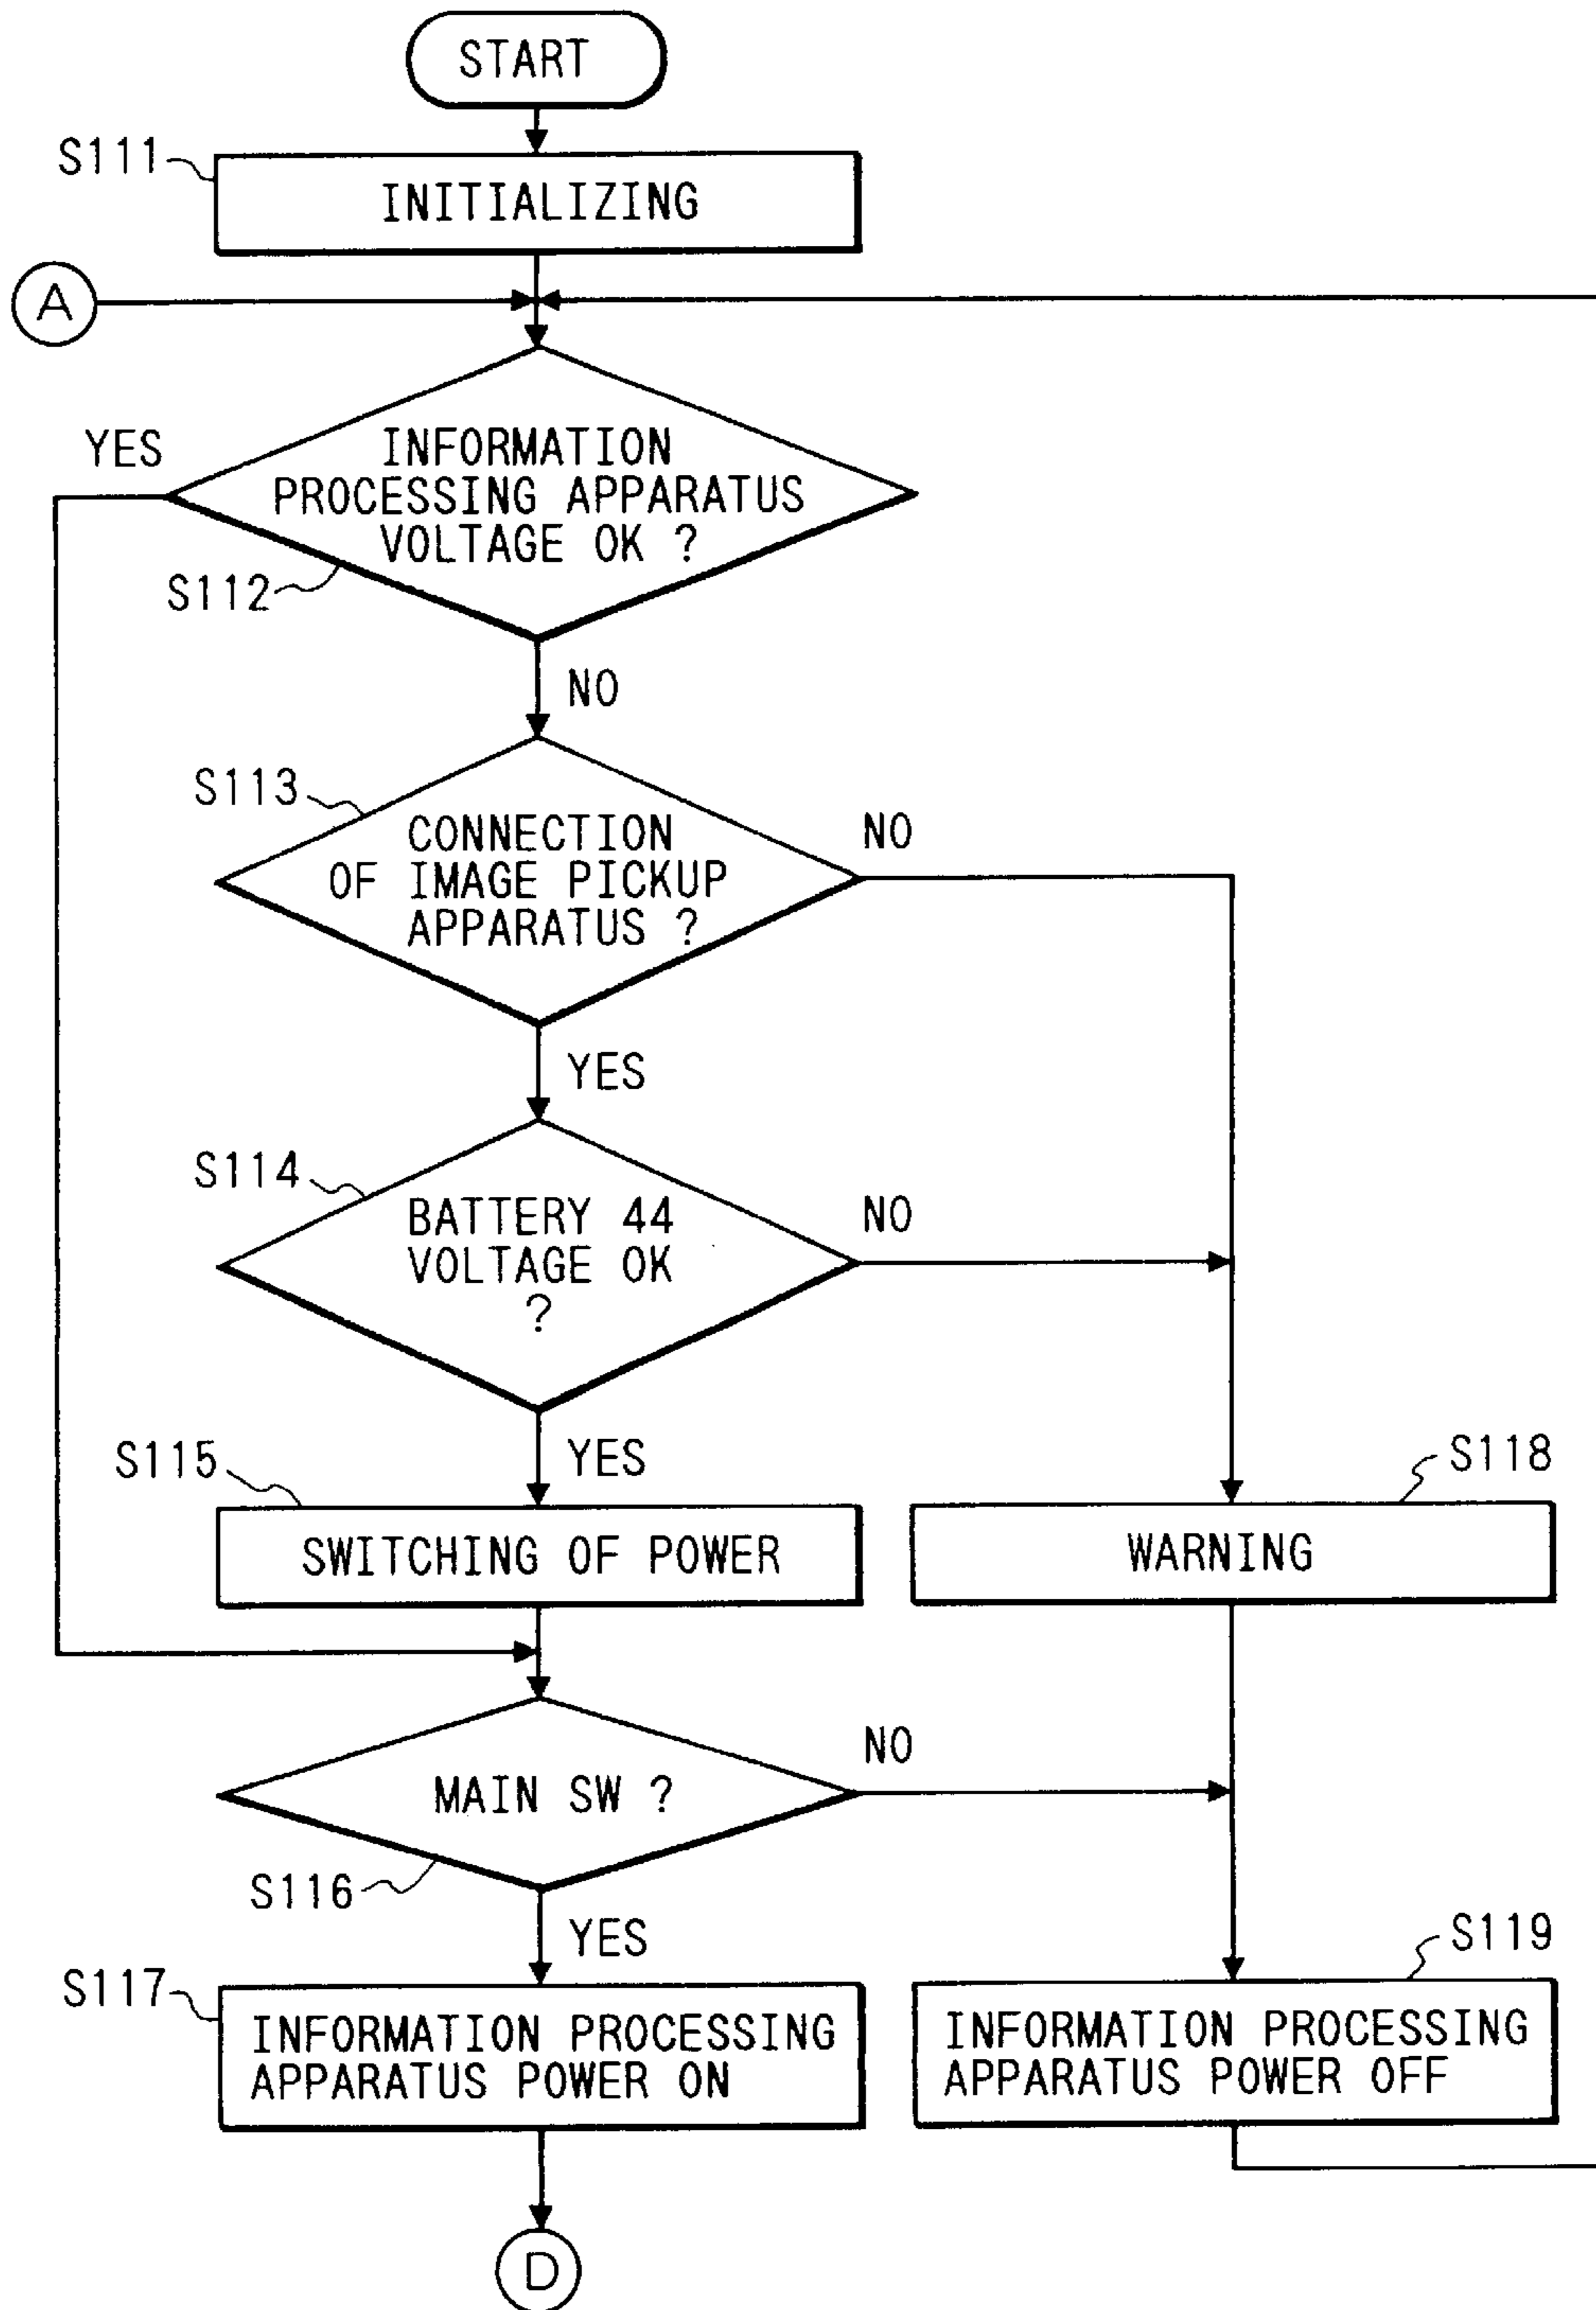 START
S111
INITIALIZING
A
YES
INFORMATION
PROCESSING APPARATUS
VOLTAGE OK ?
S112
NO
S113
CONNECTION
OF IMAGE PICKUP
APPARATUS ?
NO
YES
S114
BATTERY 44
VOLTAGE OK
?
NO
YES
S115
SWITCHING OF POWER
S118
WARNING
MAIN SW ?
NO
S116
YES
S117
INFORMATION PROCESSING
APPARATUS POWER ON
S119
INFORMATION PROCESSING
APPARATUS POWER OFF
D